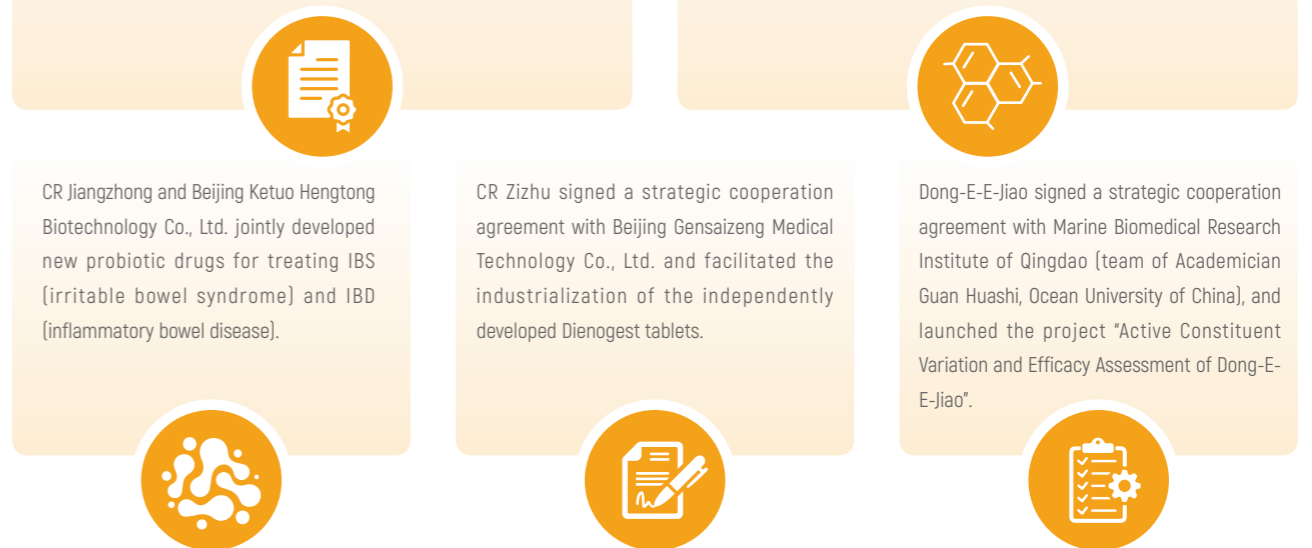 CR Jiangzhong and Beijing Ketuo Hengtong
Biotechnology Co., Ltd. jointly developed
new probiotic drugs for treating IBS
(irritable bowel syndrome) and IBD
(inflammatory bowel disease).
CR Zizhu signed a strategic cooperation
agreement with Beijing Gensaizeng Medical
Technology Co., Ltd. and facilitated the
industrialization of the independently
developed Dienogest tablets.
Dong-E-E-Jiao signed a strategic cooperation
agreement with Marine Biomedical Research
Institute of Qingdao (team of Academician
Guan Huashi, Ocean University of China), and
launched the project “Active Constituent
Variation and Efficacy Assessment of Dong-E-
E-Jiao”.